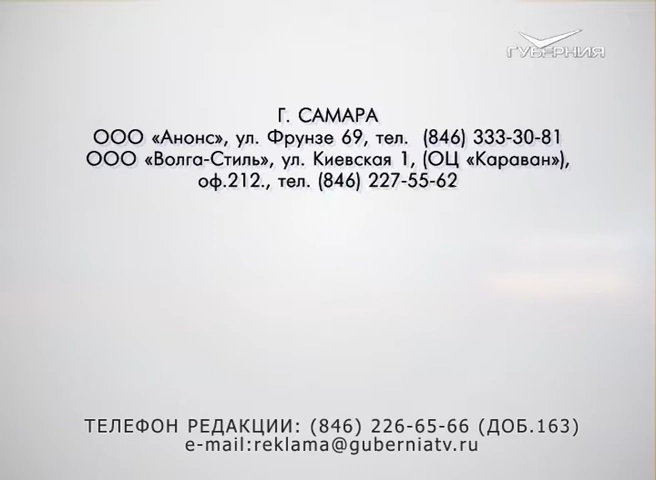 ГУБЕРНИЯ
Г. САМАРА
ООО «Анонс», ул. Фрунзе 69, тел. (846) 333-30-81
ООО «Волга-Стиль», ул. Киевская 1, (ОЦ «Караван»),
оф.212., тел. (846) 227-55-62
ТЕЛЕФОН РЕДАКЦИИ: (846) 226-65-66 (ДОБ.163)
e-mail:reklama@guberniatv.ru